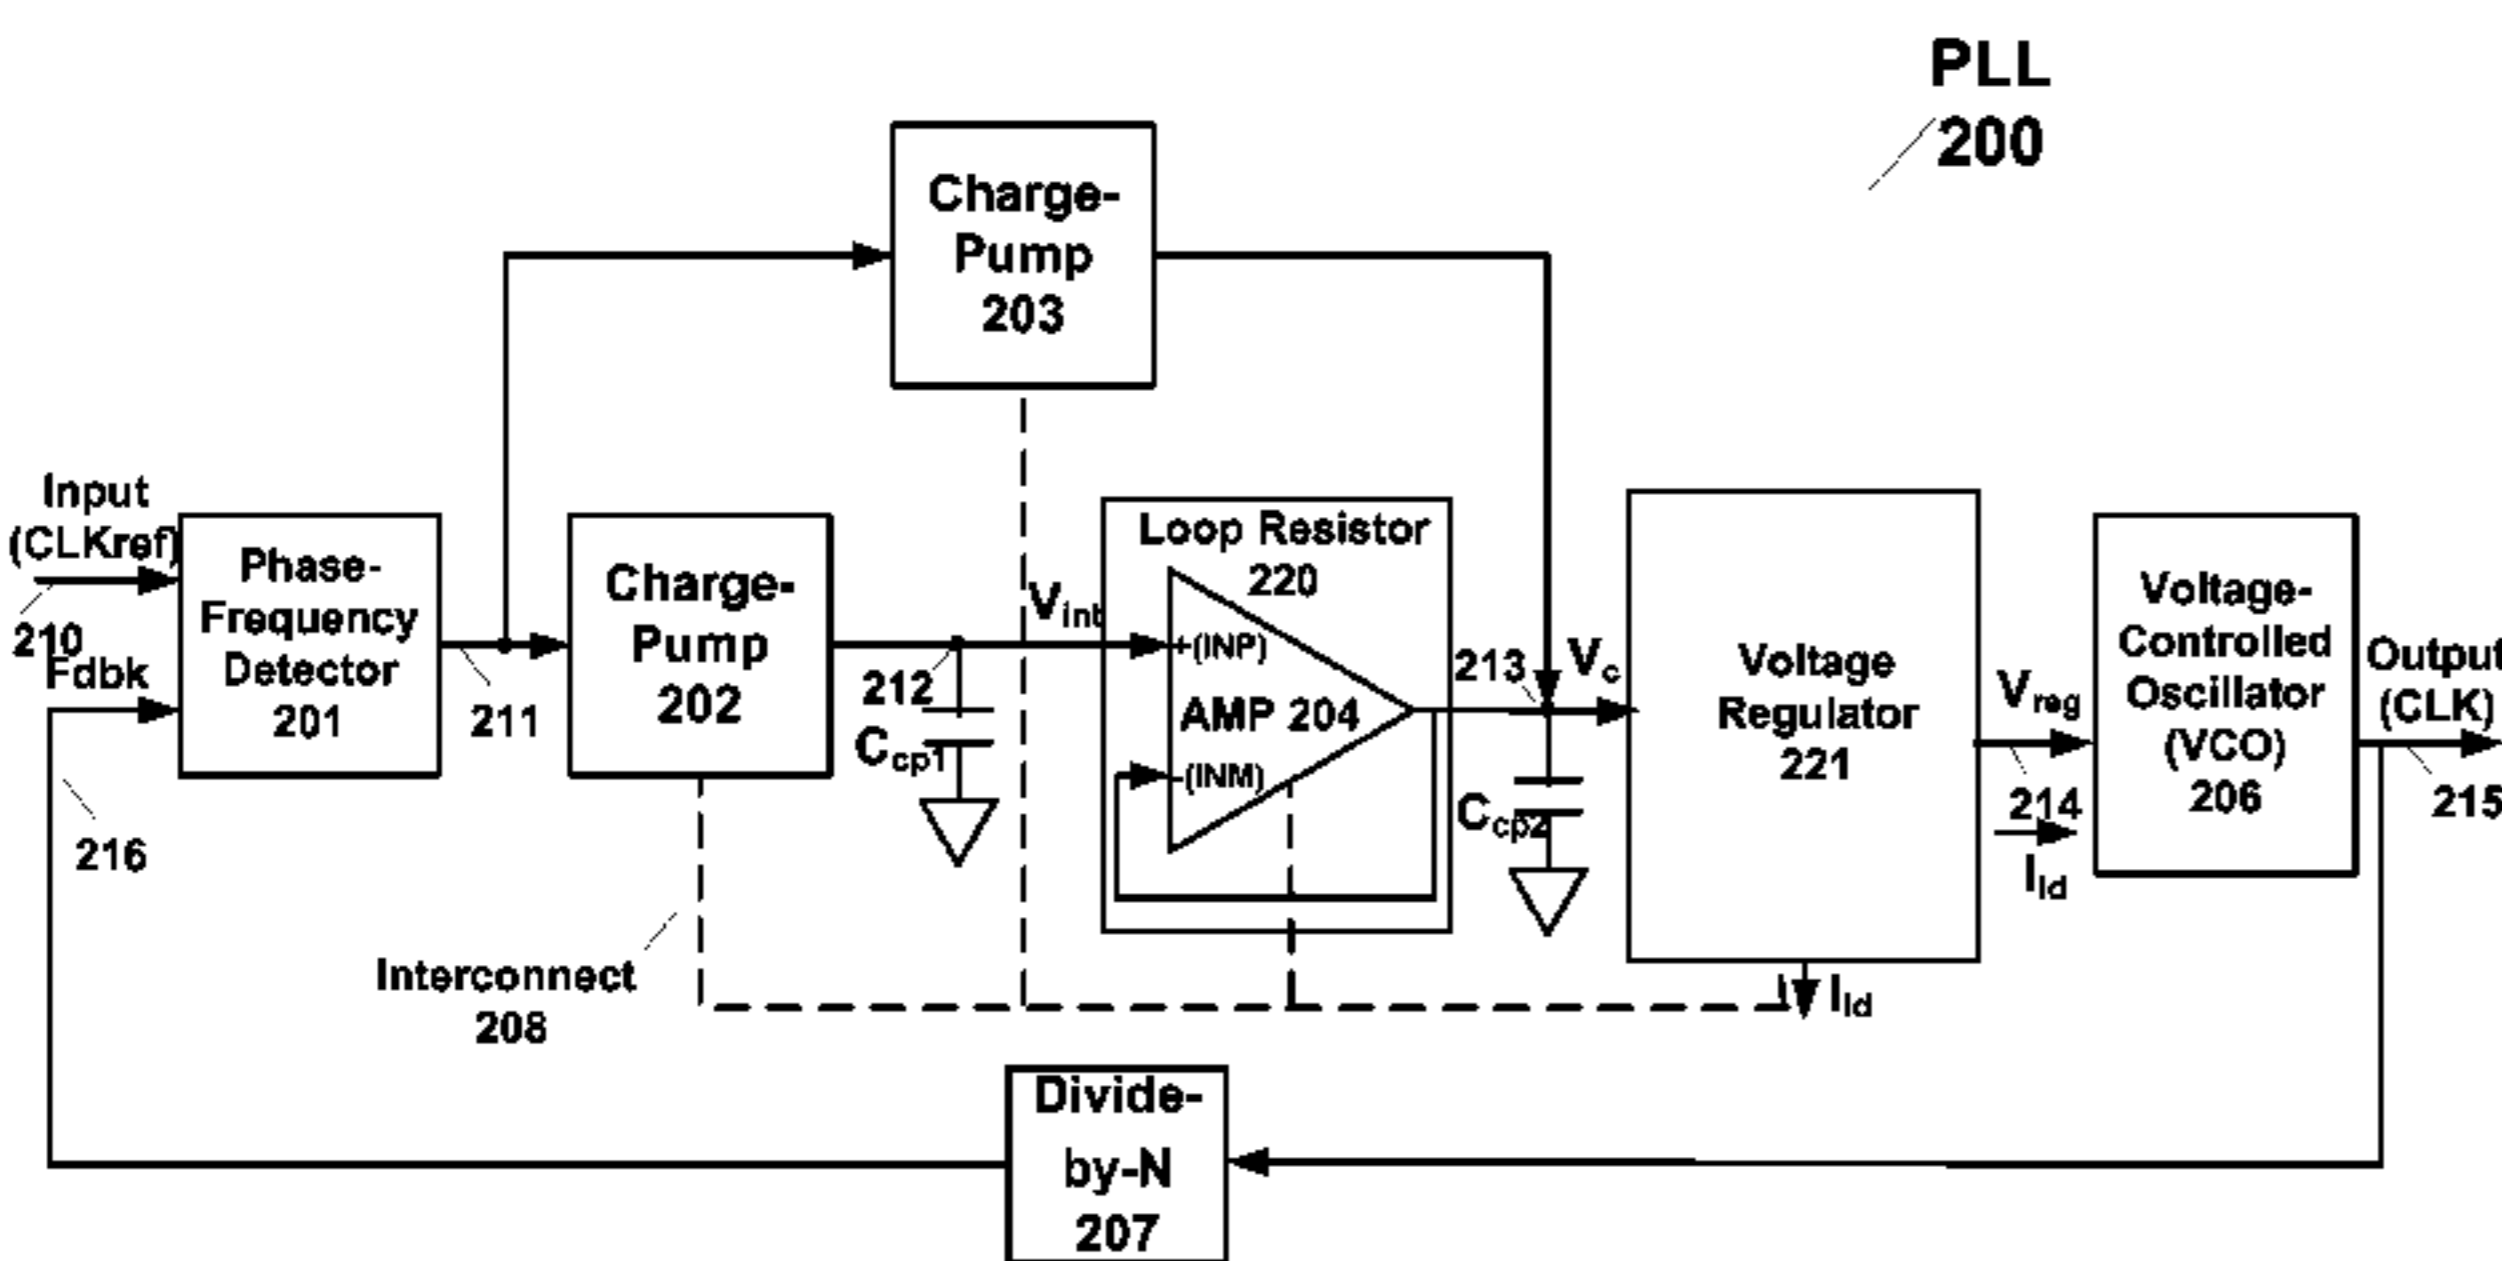 PLL
200
Charge-
Pump
203
Input
(CLKref)
210
Fdbk
216
Phase-
Frequency
Detector
201
211
Charge-
Pump
202
212
Ccp1
Vint
Loop Resistor
220
+(INP)
AMP 204
-(INM)
213
Vc
Ccp2
Voltage
Regulator
221
Vreg
214
Ild
Voltage-
Controlled
Oscillator
(VCO)
206
Output
(CLK)
215
Interconnect
208
Ild
Divide-
by-N
207